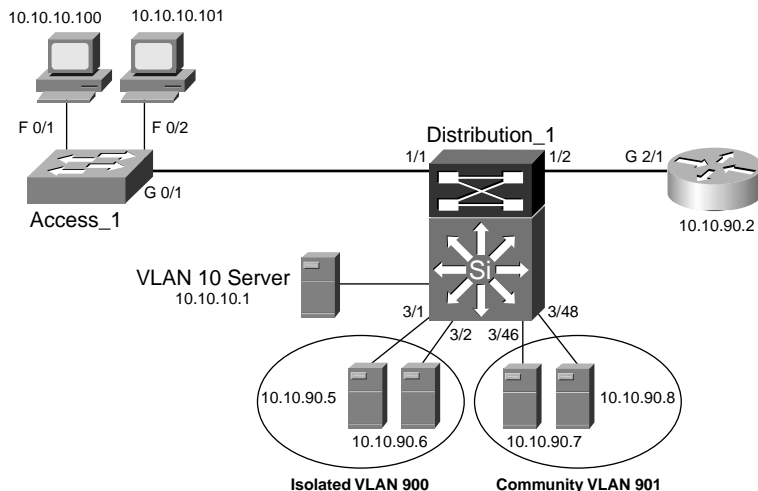 10.10.10.100
10.10.10.101
F 0/1
F 0/2
G 0/1
Access_1
Distribution_1
1/1
1/2
G 2/1
10.10.90.2
Si
VLAN 10 Server
10.10.10.1
3/1
3/2
3/46
3/48
10.10.90.5
10.10.90.6
10.10.90.7
10.10.90.8
Isolated VLAN 900
Community VLAN 901